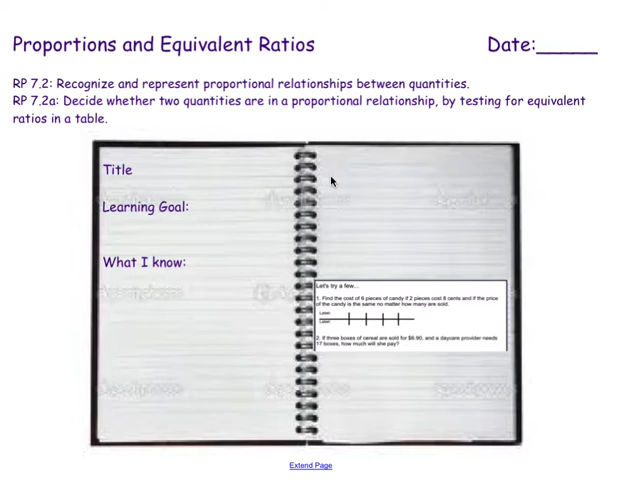 Proportions and Equivalent Ratios
Date:_____
RP 7.2: Recognize and represent proportional relationships between quantities.
RP 7.2a: Decide whether two quantities are in a proportional relationship, by testing for equivalent
ratios in a table.
Title
Learning Goal:
What I know:
Let's try a few...
1. Find the cost of 6 pieces of candy if 2 pieces cost 8 cents and if the price
of the candy is the same no matter how many are sold.
Label:
Label:
2. If three boxes of cereal are sold for $8.90, and a daycare provider needs
17 boxes, how much will she pay?
Extend Page